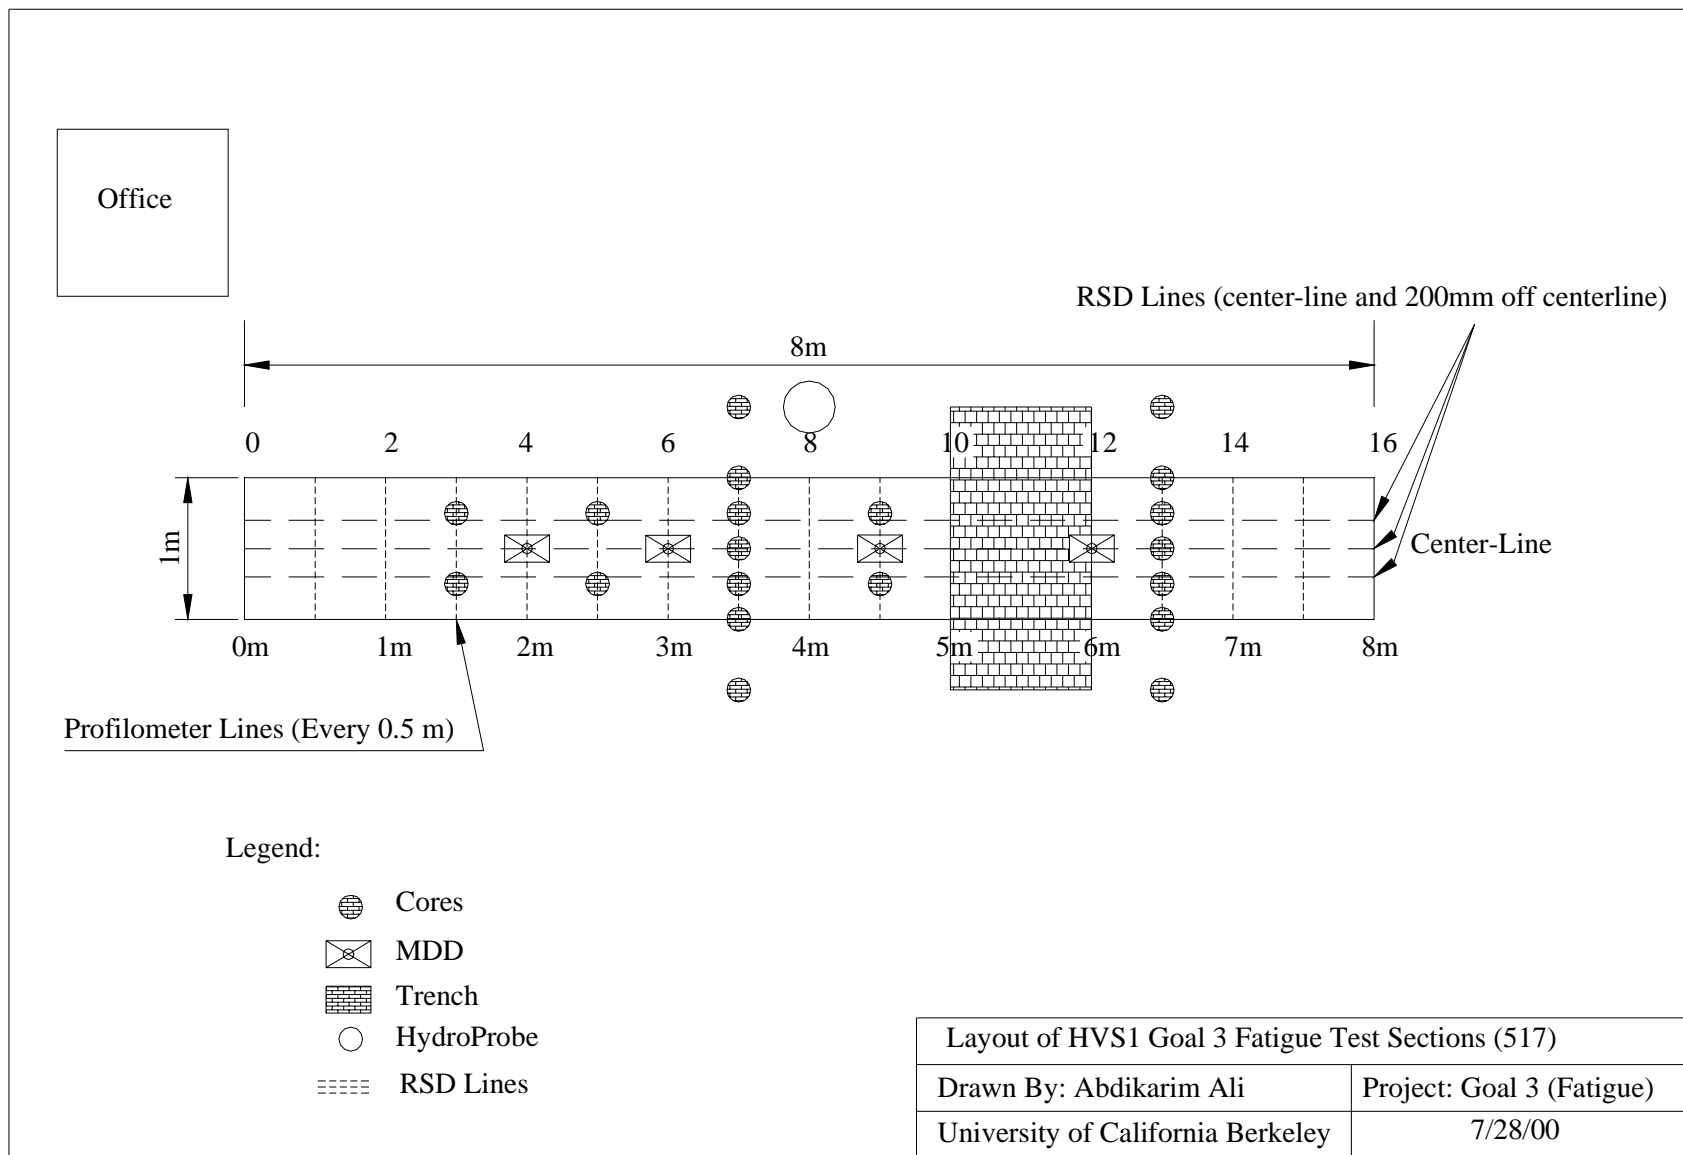 Office
RSD Lines (center-line and 200mm off centerline)
8m
0 2 4 6 8 10 12 14 16
1m
Center-Line
0m 1m 2m 3m 4m 5m 6m 7m 8m
Profilometer Lines (Every 0.5 m)
Legend:
Cores
MDD
Trench
HydroProbe
RSD Lines
Layout of HVS1 Goal 3 Fatigue Test Sections (517)
Drawn By: Abdikarim Ali
Project: Goal 3 (Fatigue)
University of California Berkeley
7/28/00